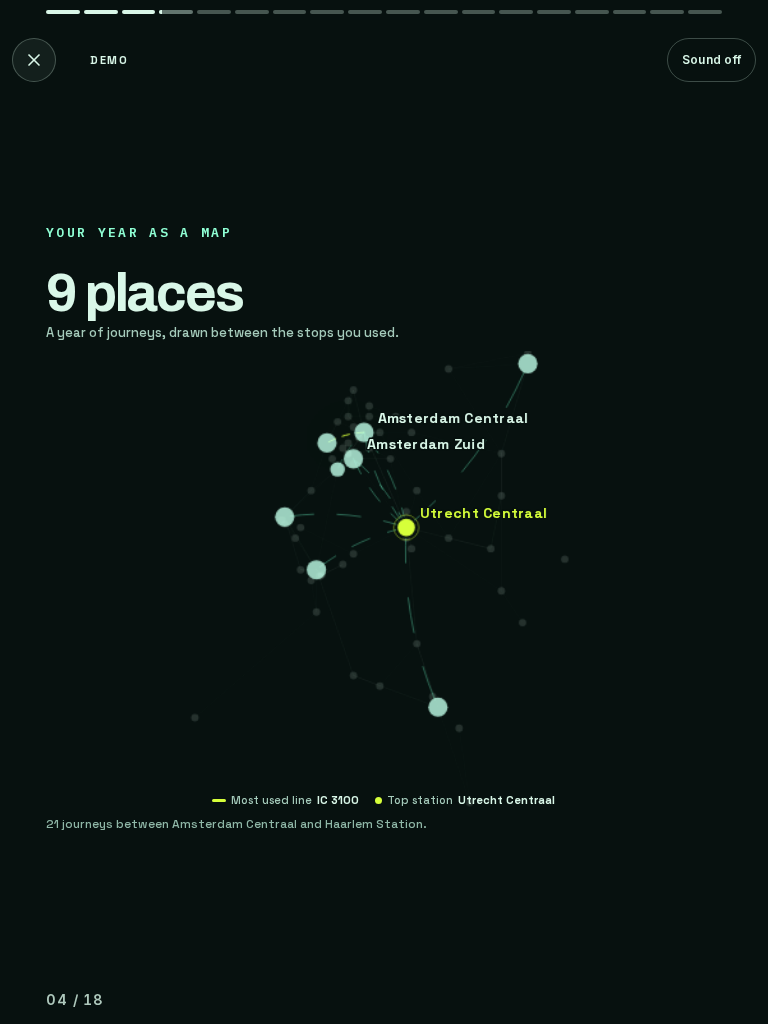 DEMO
Sound off
YOUR YEAR AS A MAP
9 places
A year of journeys, drawn between the stops you used.
Amsterdam Centraal
Amsterdam Zuid
Utrecht Centraal
Most used line IC 3100 Top station Utrecht Centraal
21 journeys between Amsterdam Centraal and Haarlem Station.
04 / 18